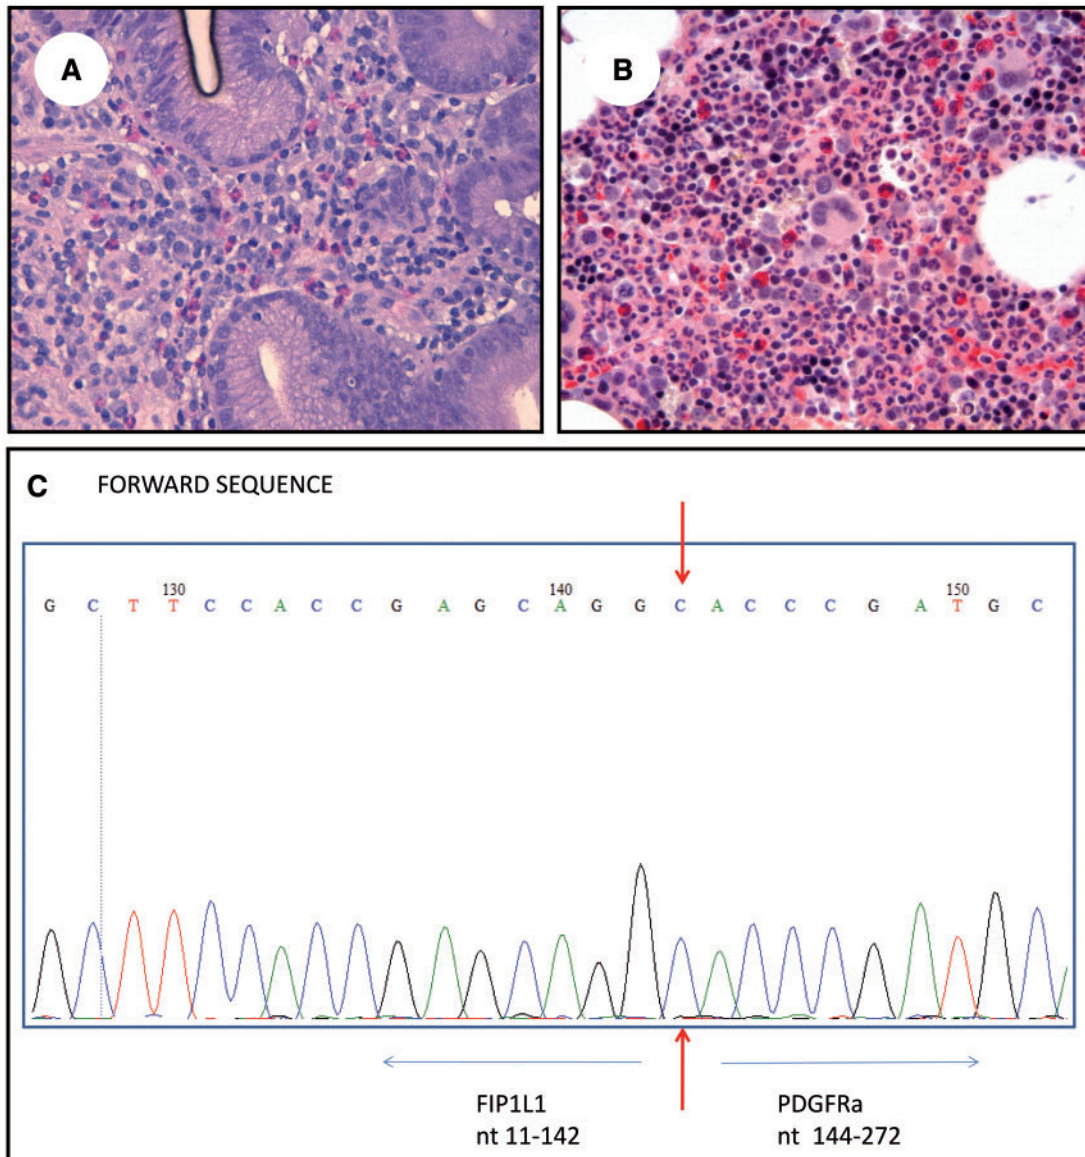 A
B
C FORWARD SEQUENCE
130 140 150
G C T T C C A C C G A G C A G G C A C C C G A T G C
FIP1L1 PDGFRa
nt 11-142 nt 144-272